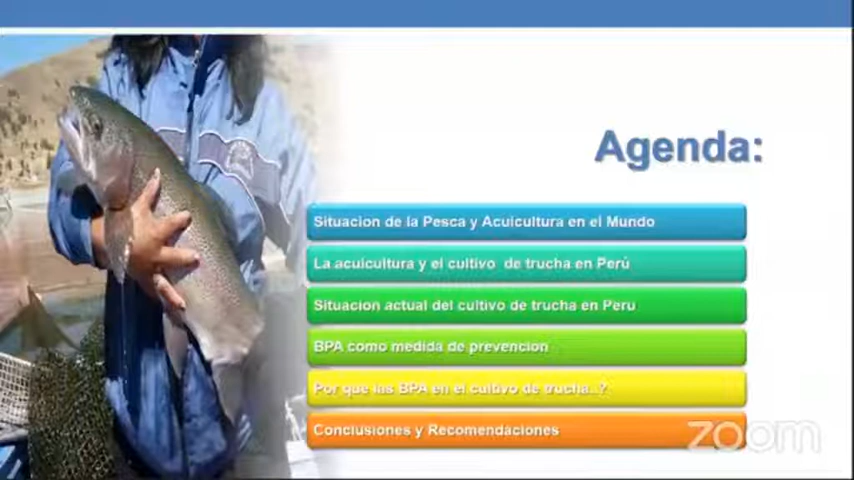 Agenda:
Situacion de la Pesca y Acuicultura en el Mundo
La acuicultura y el cultivo de trucha en Perú
Situacion actual del cultivo de trucha en Peru
BPA como medida de prevencion
Por que las BPA en el cultivo de trucha..?
Conclusiones y Recomendaciones
zoom